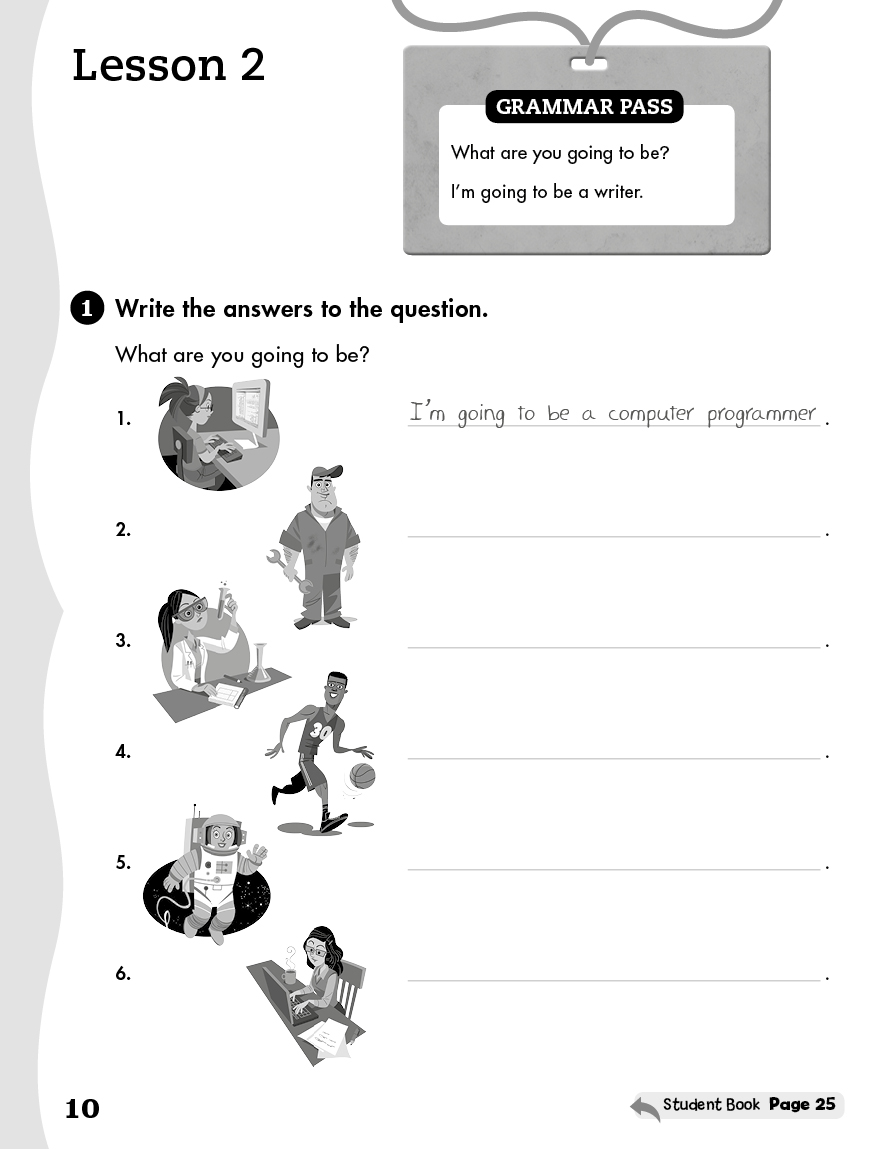 Lesson 2
GRAMMAR PASS
What are you going to be?
I'm going to be a writer.
1 Write the answers to the question.
What are you going to be?
1. I'm going to be a computer programmer .
2. .
3. .
30
4. .
5. .
6. .
10
Student Book Page 25